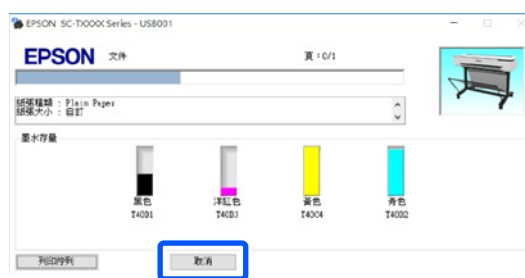 EPSON SC-TXXXX Series - USB001
EPSON 文件 頁：0/1
紙張種類 : Plain Paper
紙張大小 : 自訂
墨水存量
黑色 洋紅色 黃色 青色
T40D1 T40D3 T40C4 T40D2
列印佇列 取消